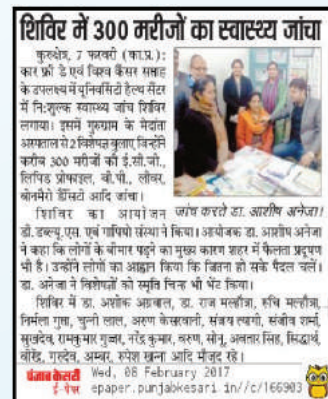 शिविर में 300 मरीजों का स्वास्थ्य जांचा
कुरुक्षेत्र, 7 फरवरी (का.प्र.):
कार फ्री डे एवं विश्व कैंसर सप्ताह
के उपलक्ष्य में यूनिवर्सिटी हैल्थ सेंटर
में नि:शुल्क स्वास्थ्य जांच शिविर
लगाया। इसमें गुरुग्राम के मेदांता
अस्पताल से 2 विशेषज्ञ बुलाए, जिन्होंने
करीब 300 मरीजों की ई.सी.जी.,
लिपिड प्रोफाइल, बी.पी., लीवर,
बोनमैरो डैंसिटी आदि जांचा।
जांच करते डा. आशीष अनेजा।
शिविर का आयोजन
डी.डब्ल्यू.एस. एवं गापियो संस्था ने किया। आयोजक डा. आशीष अनेजा
ने कहा कि लोगों के बीमार पड़ने का मुख्य कारण शहर में फैलता प्रदूषण
भी है। उन्होंने लोगों का आह्वान किया कि जितना हो सके पैदल चलें।
डा. अनेजा ने विशेषज्ञों को स्मृति चिन्ह भी भेंट किया।
शिविर में डा. अशोक अग्रवाल, डा. राज मल्हौत्रा, रुचि मल्हौत्रा,
निर्मला गुप्ता, चुन्नी लाल, अरुण केसरवानी, संजय त्यागी, संजीव शर्मा,
सुखदेव, रामकुमार गुज्जर, नरेंद्र कुमार, वरुण, सोनू, अवतार सिंह, सिद्धार्थ,
वीरेंद्र, गुरुदेव, अम्बर, रुपेश खन्ना आदि मौजूद रहे।
पंजाब केसरी
ई-पेपर
Wed, 08 February 2017
epaper.punjabkesari.in//c/166903